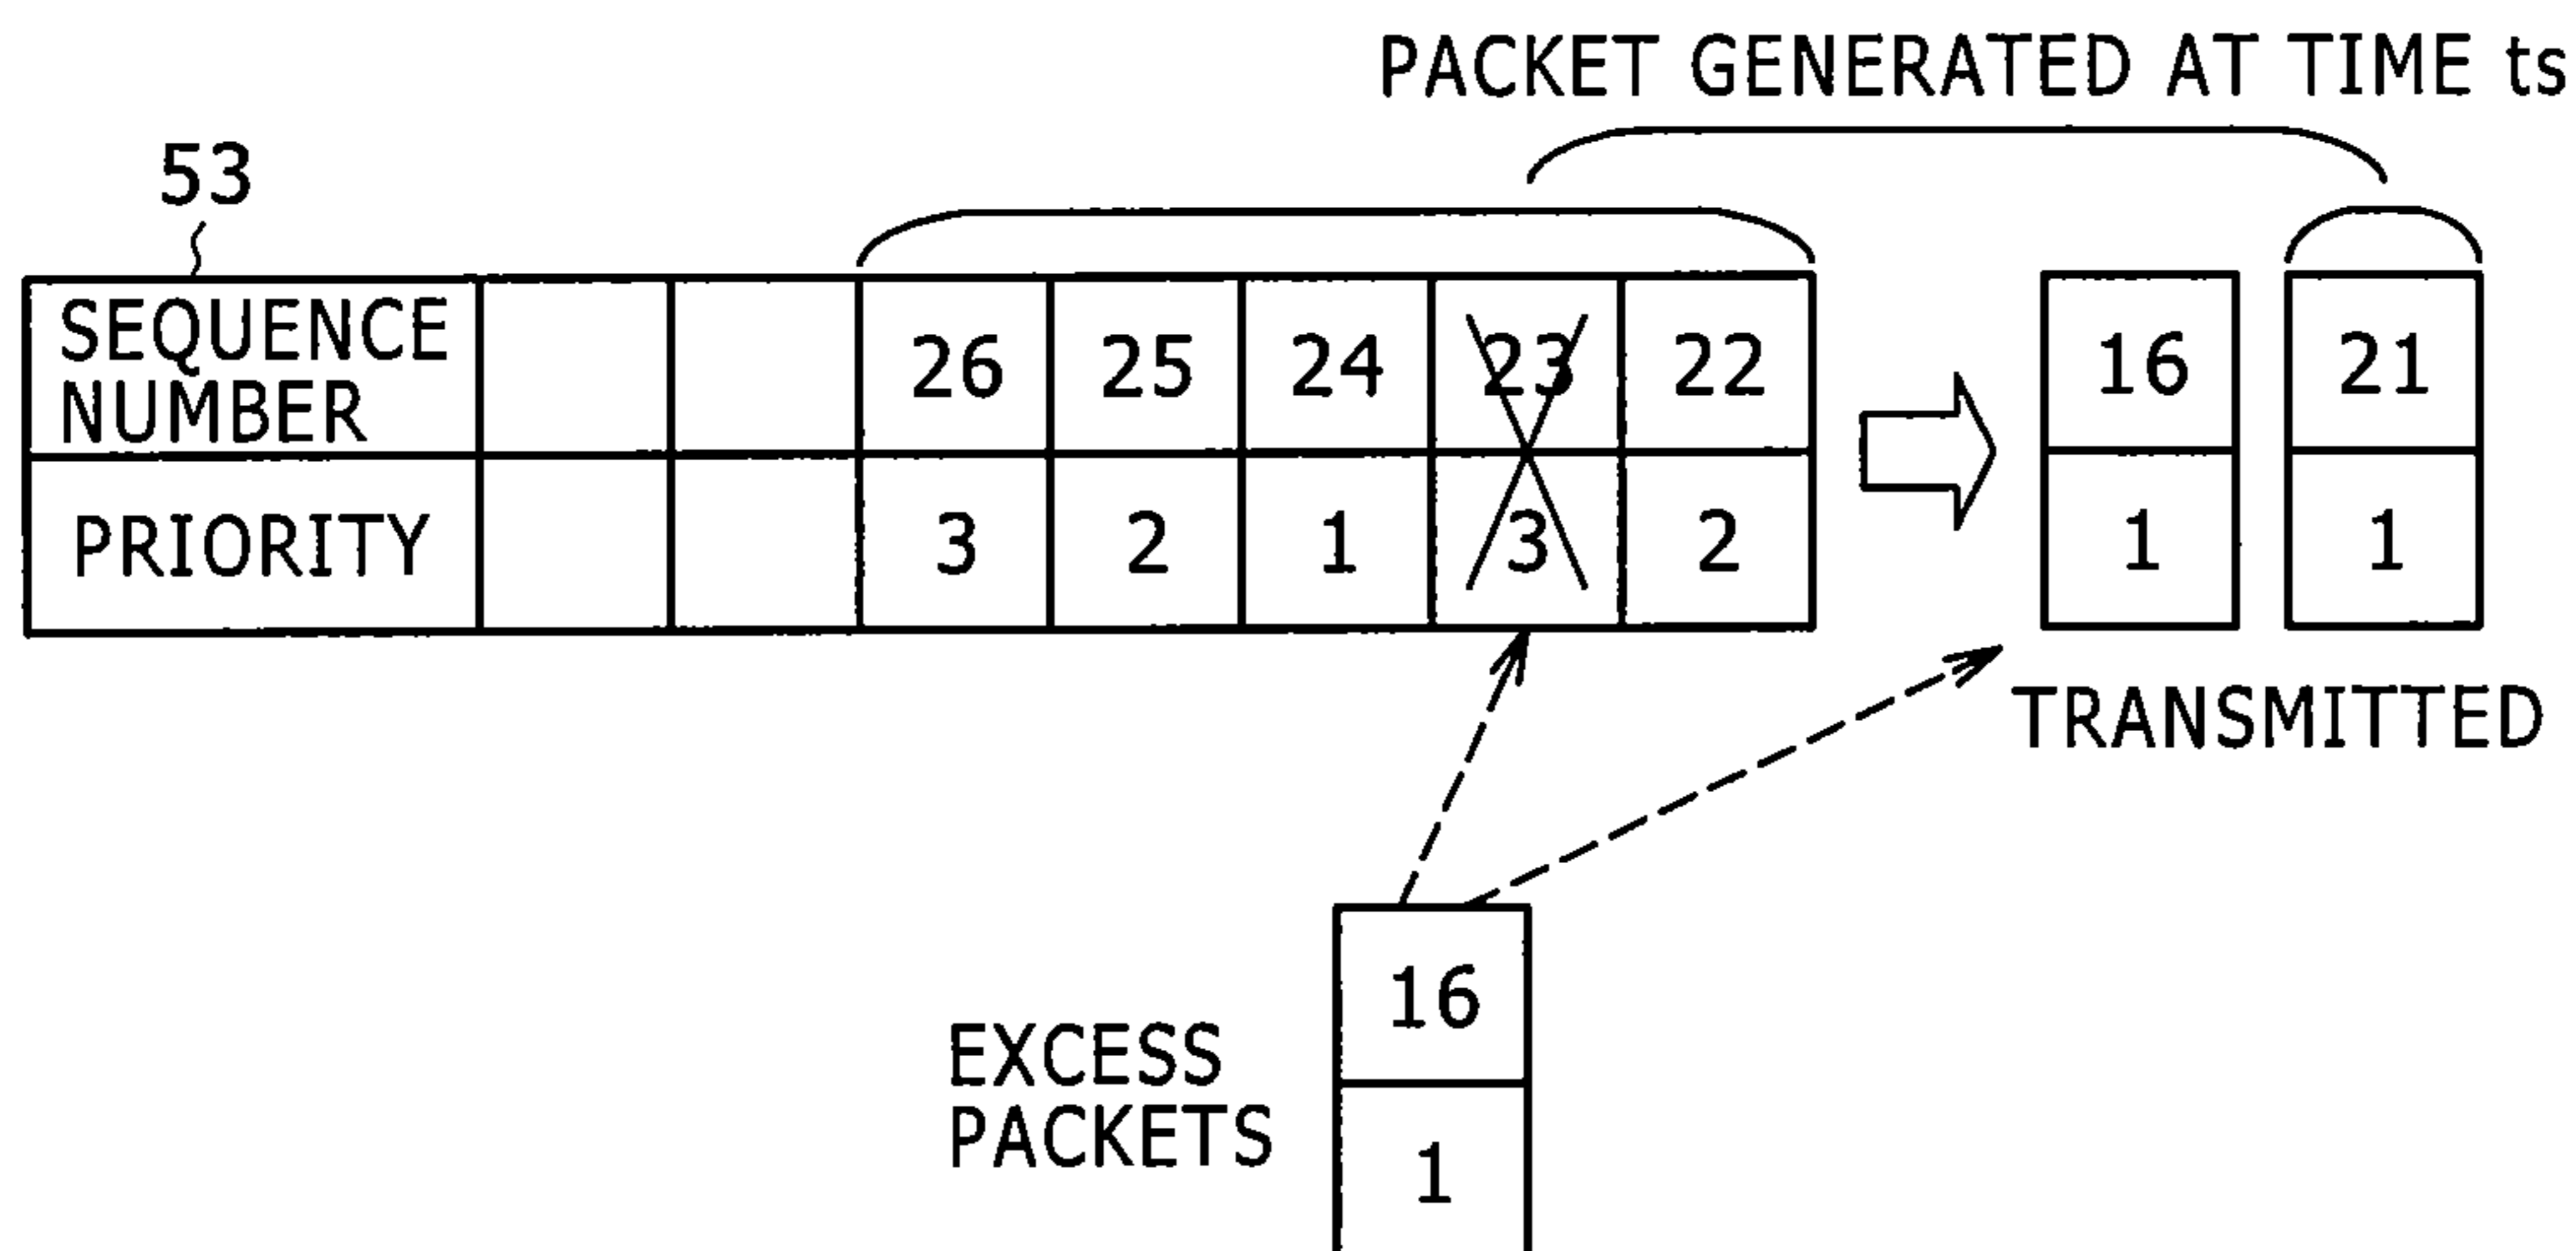 PACKET GENERATED AT TIME ts
53
SEQUENCE NUMBER 26 25 24 23 22 16 21
PRIORITY 3 2 1 3 2 1 1
TRANSMITTED
EXCESS PACKETS 16
1